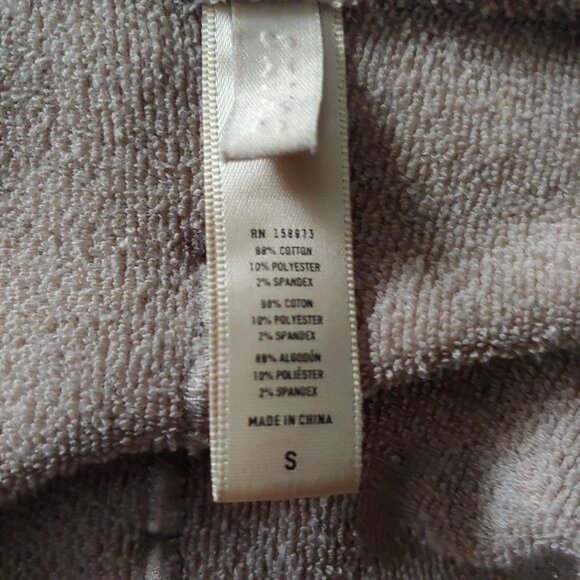 RN 158973
88% COTTON
10% POLYESTER
2% SPANDEX
88% COTON
10% POLYESTER
2% SPANDEX
88% ALGODÓN
10% POLIÉSTER
2% SPANDEX
MADE IN CHINA
S